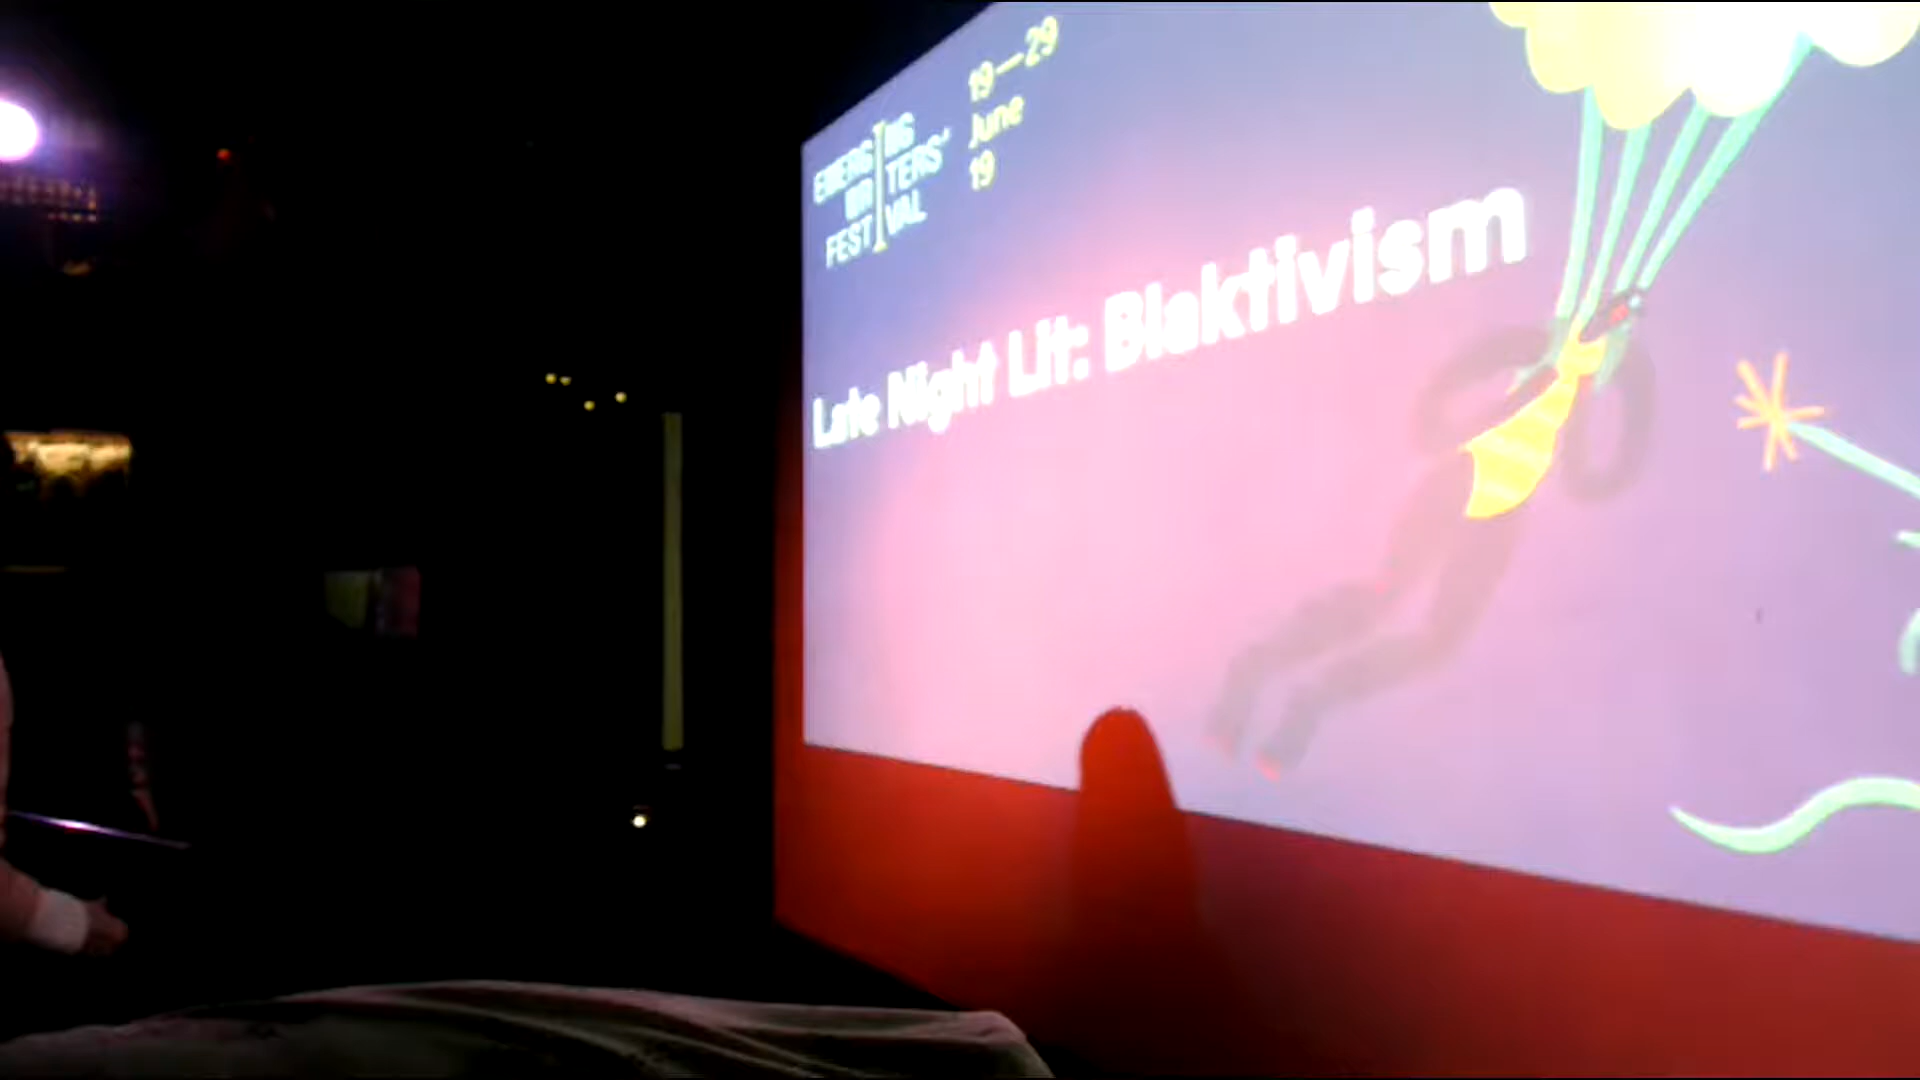 EMERGING
WRITERS'
FESTIVAL
19—29
June
19
Late Night Lit: Blaktivism